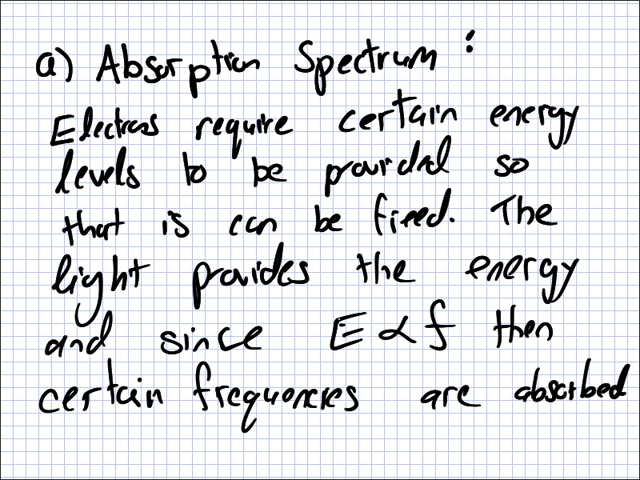 a) Absorption Spectrum :
Electrons require certain energy
levels to be provided so
that is can be fired. The
light provides the energy
and since E ∝ f then
certain frequencies are absorbed